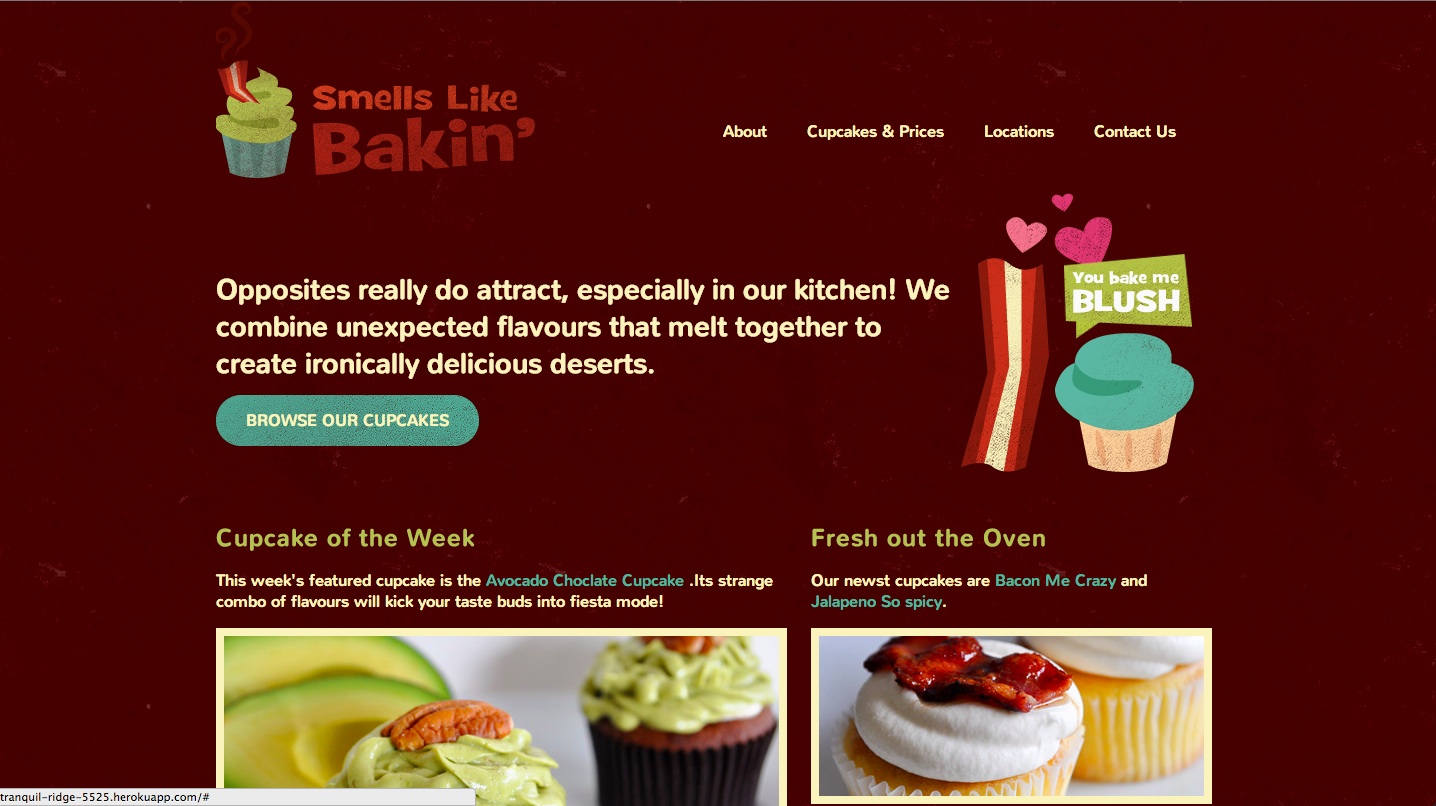 Smells Like
Bakin’
About
Cupcakes & Prices
Locations
Contact Us
You bake me
BLUSH
Opposites really do attract, especially in our kitchen! We
combine unexpected flavours that melt together to
create ironically delicious deserts.
BROWSE OUR CUPCAKES
Cupcake of the Week
This week's featured cupcake is the Avocado Choclate Cupcake .Its strange
combo of flavours will kick your taste buds into fiesta mode!
Fresh out the Oven
Our newst cupcakes are Bacon Me Crazy and
Jalapeno So spicy.
tranquil-ridge-5525.herokuapp.com/#